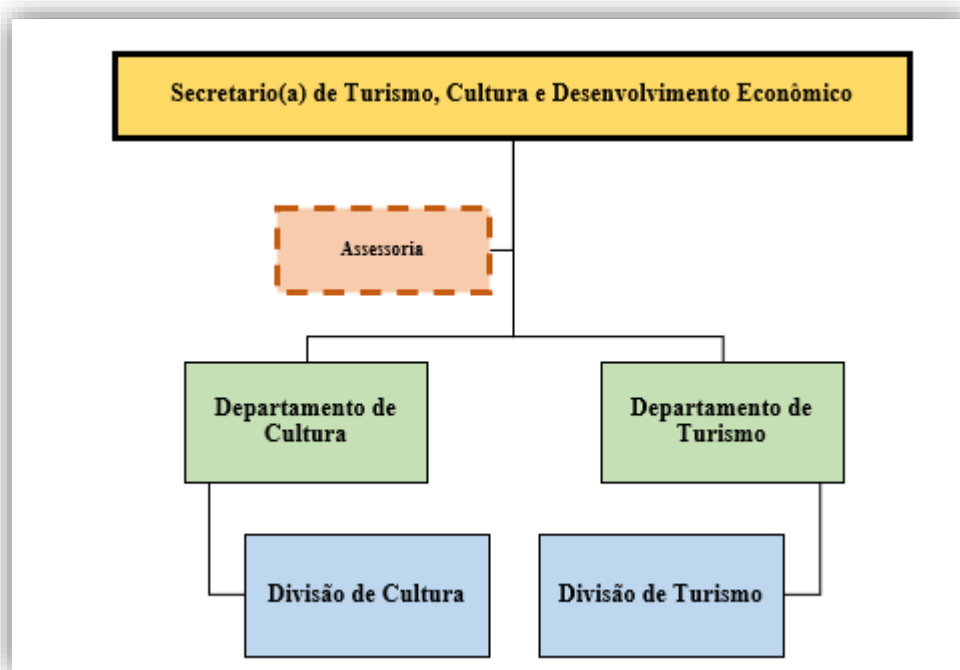 Secretario(a) de Turismo, Cultura e Desenvolvimento Econômico
Assessoria
Departamento de
Cultura
Departamento de
Turismo
Divisão de Cultura
Divisão de Turismo